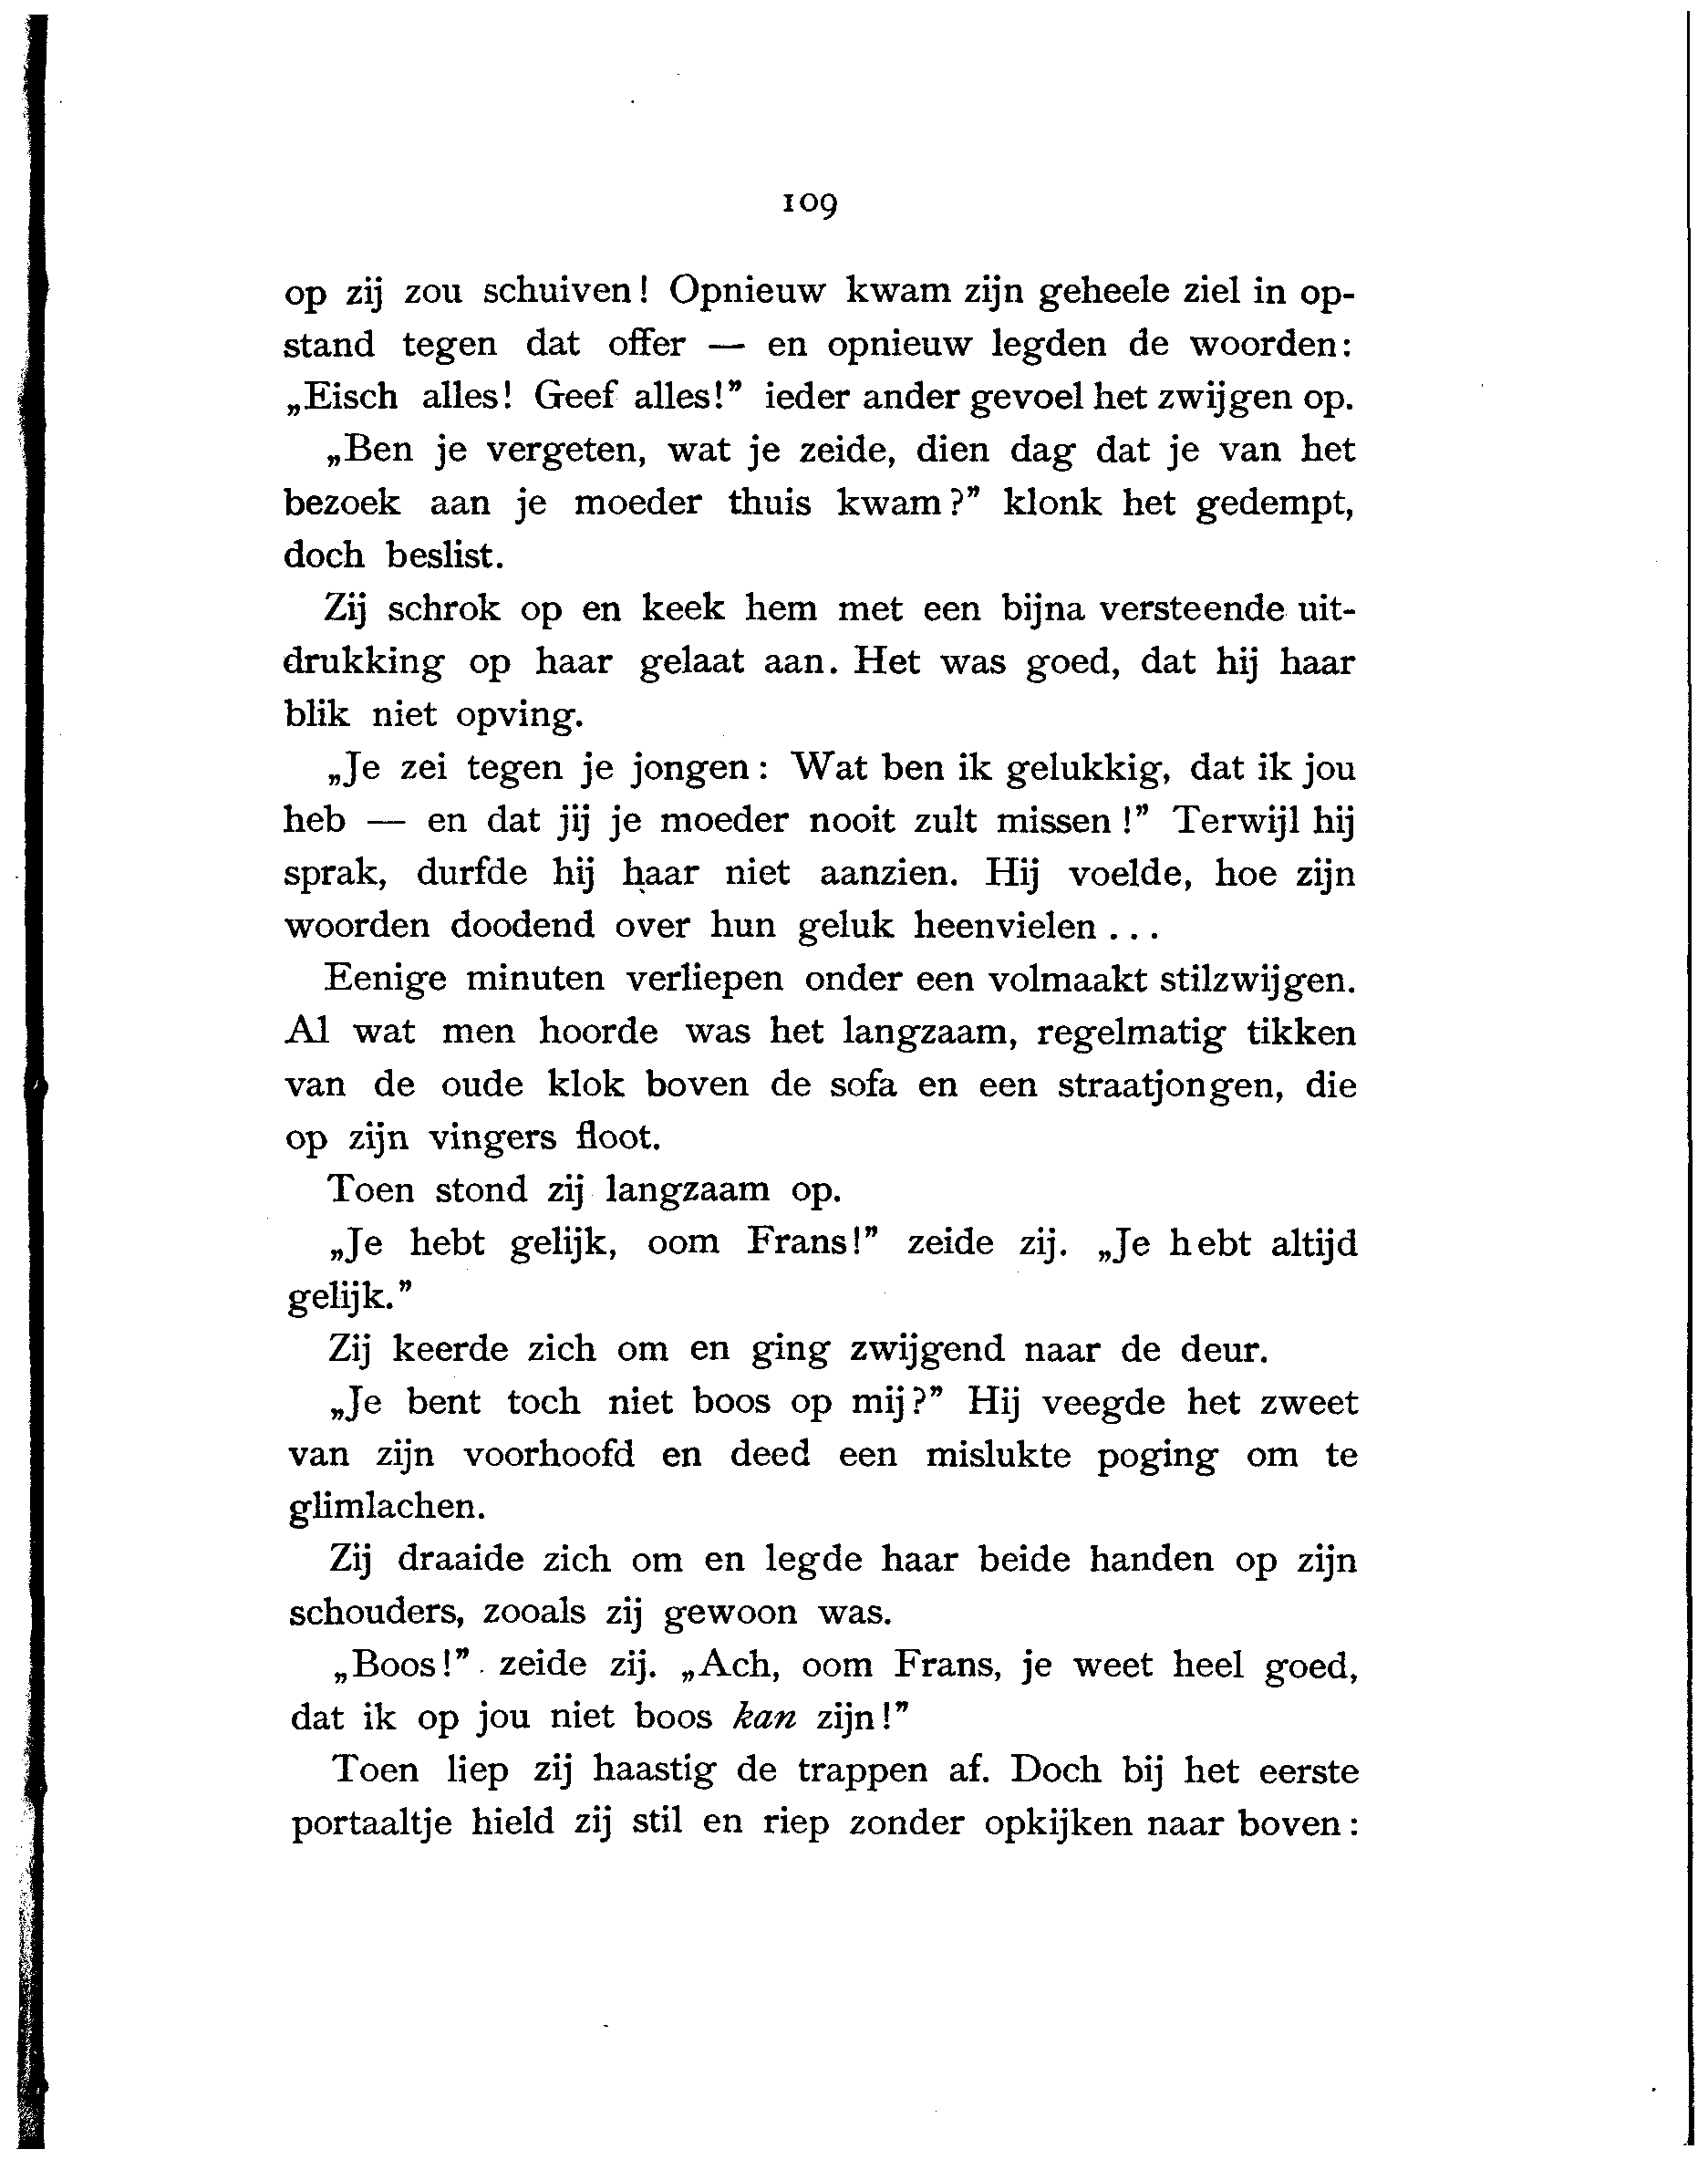 109
op zij zou schuiven! Opnieuw kwam zijn geheele ziel in op-
stand tegen dat offer — en opnieuw legden de woorden:
„Eisch alles! Geef alles!” ieder ander gevoel het zwijgen op.
„Ben je vergeten, wat je zeide, dien dag dat je van het
bezoek aan je moeder thuis kwam?” klonk het gedempt,
doch beslist.
Zij schrok op en keek hem met een bijna versteende uit-
drukking op haar gelaat aan. Het was goed, dat hij haar
blik niet opving.
„Je zei tegen je jongen: Wat ben ik gelukkig, dat ik jou
heb — en dat jij je moeder nooit zult missen!” Terwijl hij
sprak, durfde hij haar niet aanzien. Hij voelde, hoe zijn
woorden doodend over hun geluk heenvielen ...
Eenige minuten verliepen onder een volmaakt stilzwijgen.
Al wat men hoorde was het langzaam, regelmatig tikken
van de oude klok boven de sofa en een straatjongen, die
op zijn vingers floot.
Toen stond zij langzaam op.
„Je hebt gelijk, oom Frans!” zeide zij. „Je hebt altijd
gelijk.”
Zij keerde zich om en ging zwijgend naar de deur.
„Je bent toch niet boos op mij?” Hij veegde het zweet
van zijn voorhoofd en deed een mislukte poging om te
glimlachen.
Zij draaide zich om en legde haar beide handen op zijn
schouders, zooals zij gewoon was.
„Boos!” zeide zij. „Ach, oom Frans, je weet heel goed,
dat ik op jou niet boos kan zijn!”
Toen liep zij haastig de trappen af. Doch bij het eerste
portaaltje hield zij stil en riep zonder opkijken naar boven: